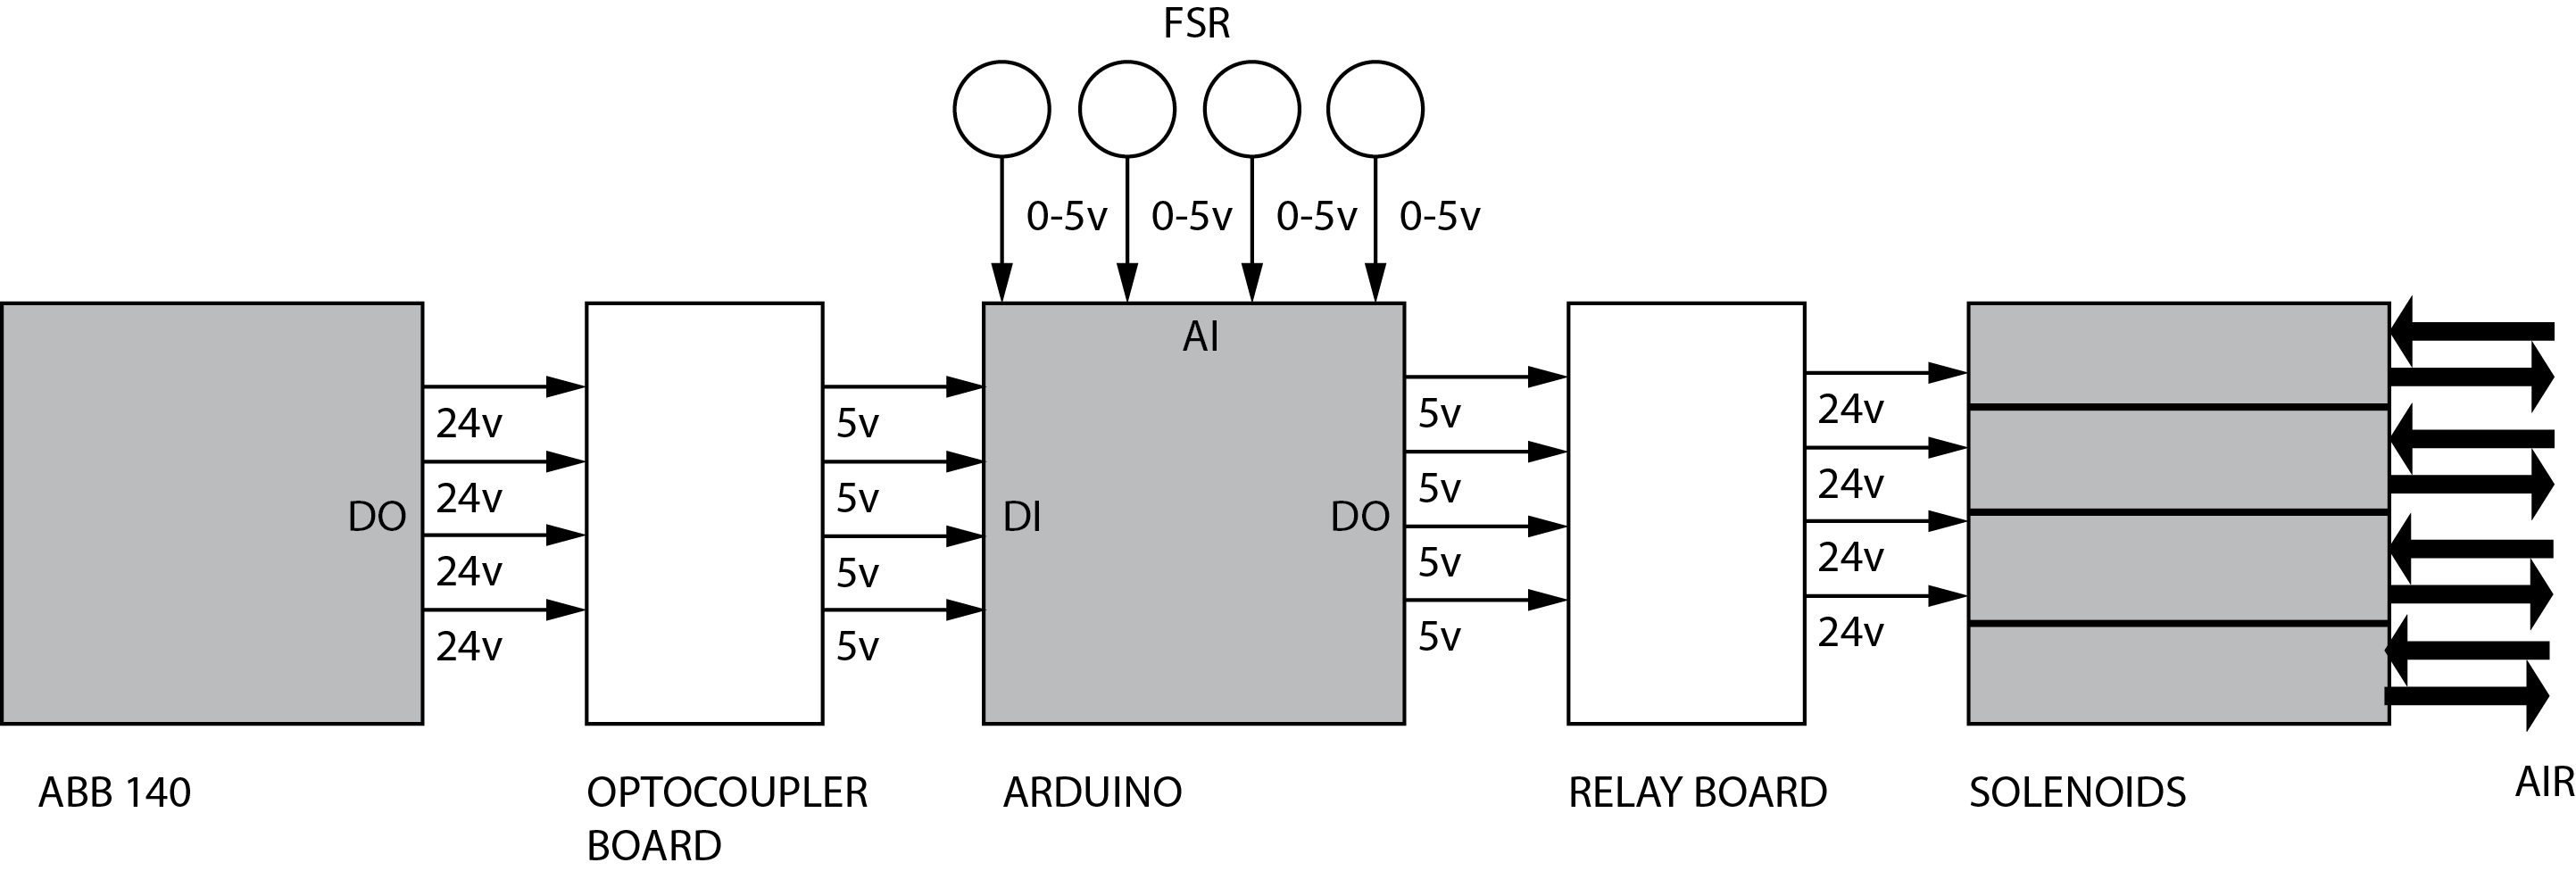 FSR
0-5v 0-5v 0-5v 0-5v
AI
24v
24v
24v
24v
DO
5v
5v
5v
5v
DI
DO
5v
5v
5v
5v
24v
24v
24v
24v
ABB 140
OPTOCOUPLER
BOARD
ARDUINO
RELAY BOARD
SOLENOIDS
AIR